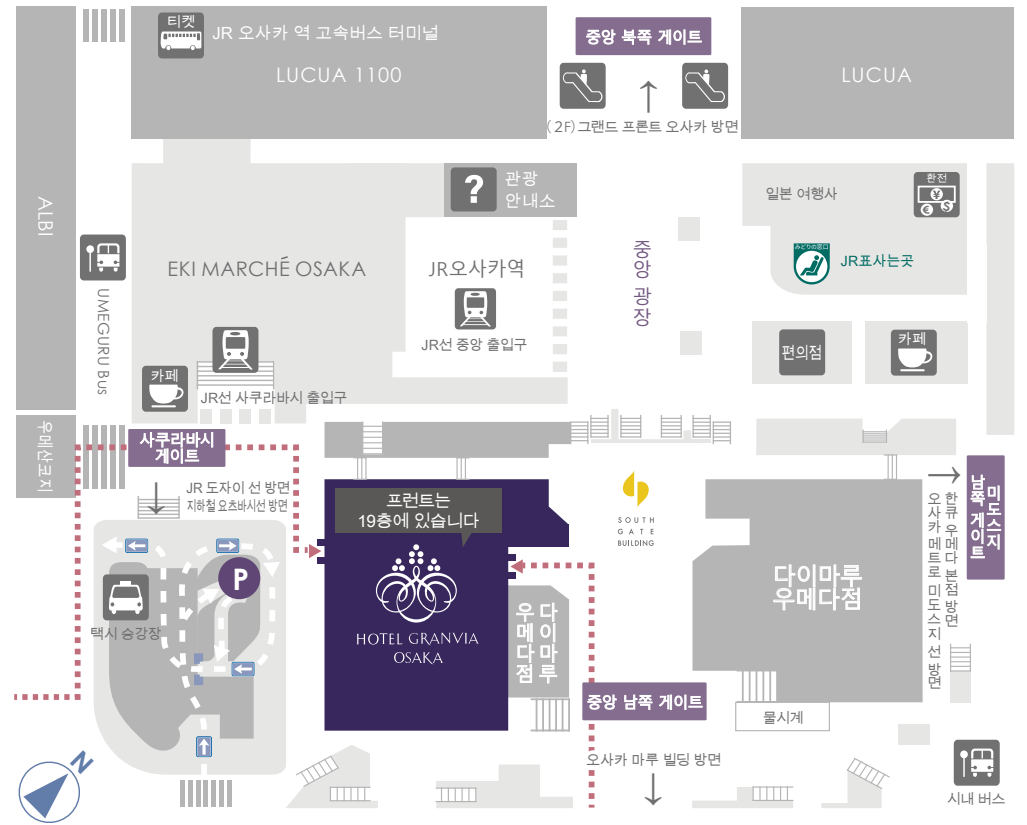 티켓
JR 오사카 역 고속버스 터미널
LUCUA 1100
중앙 북쪽 게이트
(2F)그랜드 프론트 오사카 방면
LUCUA
ALBI
UMEGURU BUS
EKI MARCHÉ OSAKA
?
관광
안내소
JR오사카역
JR선 중앙 출입구
중앙 광장
일본 여행사
환전
¥
€
$
みどりの窓口
JR표사는곳
편의점
카페
카페
JR선 사쿠라바시 출입구
우메산코지
사쿠라바시
게이트
JR 도자이 선 방면
지하철 요츠바시선 방면
프런트는
19층에 있습니다
SOUTH
GATE
BUILDING
미도스지
남쪽 게이트
한큐 우메다 본점 방면
오사카 메트로 미도스지 선 방면
P
택시 승강장
HOTEL GRANVIA
OSAKA
다이마루
우메다점
다이마루
우메다점
중앙 남쪽 게이트
물시계
오사카 마루 빌딩 방면
시내 버스
N